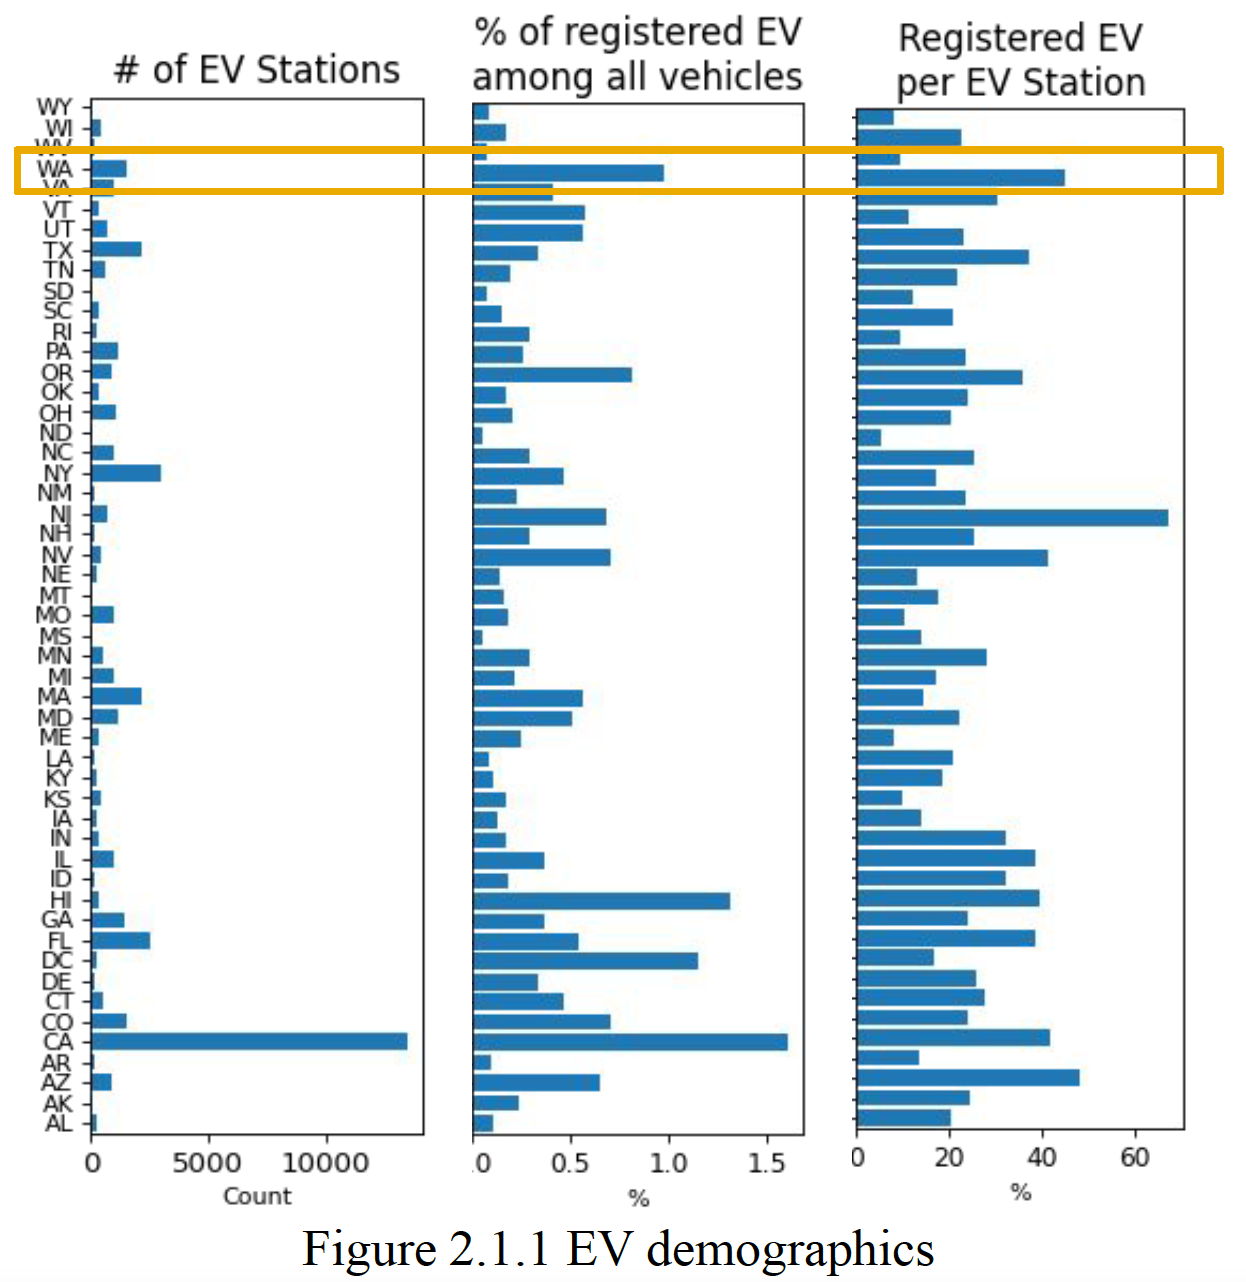 # of EV Stations
% of registered EV
among all vehicles
Registered EV
per EV Station
WY
WI
WV
WA
VA
VT
UT
TX
TN
SD
SC
RI
PA
OR
OK
OH
ND
NC
NY
NM
NJ
NH
NV
NE
MT
MO
MS
MN
MI
MA
MD
ME
LA
KY
KS
IA
IN
IL
ID
HI
GA
FL
DC
DE
CT
CO
CA
AR
AZ
AK
AL
0 5000 10000
Count
.0 0.5 1.0 1.5
%
0 20 40 60
%
Figure 2.1.1 EV demographics